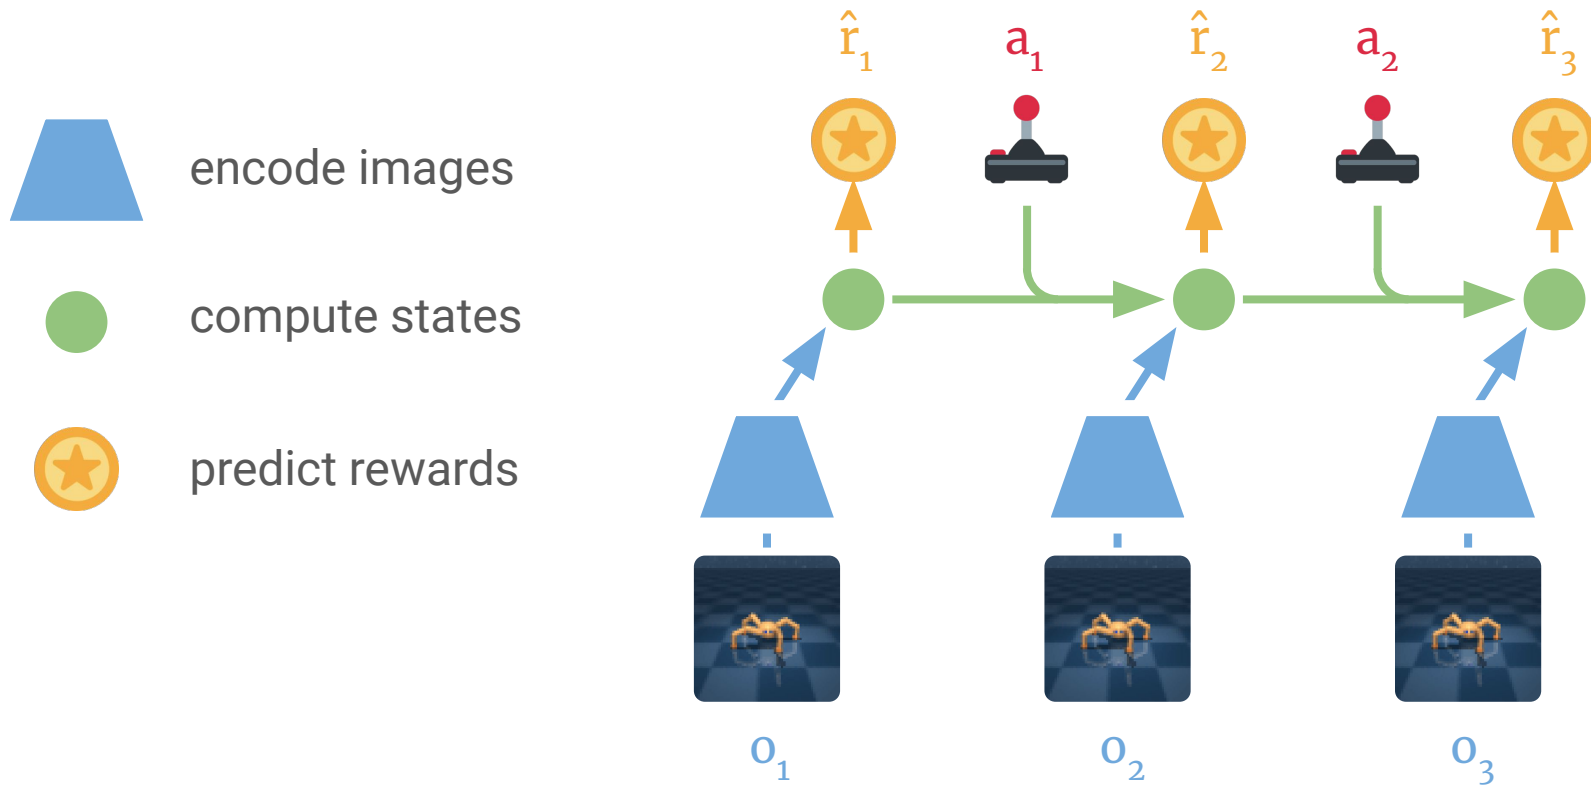 r̂₁ a₁ r̂₂ a₂ r̂₃
encode images
compute states
predict rewards
o₁ o₂ o₃